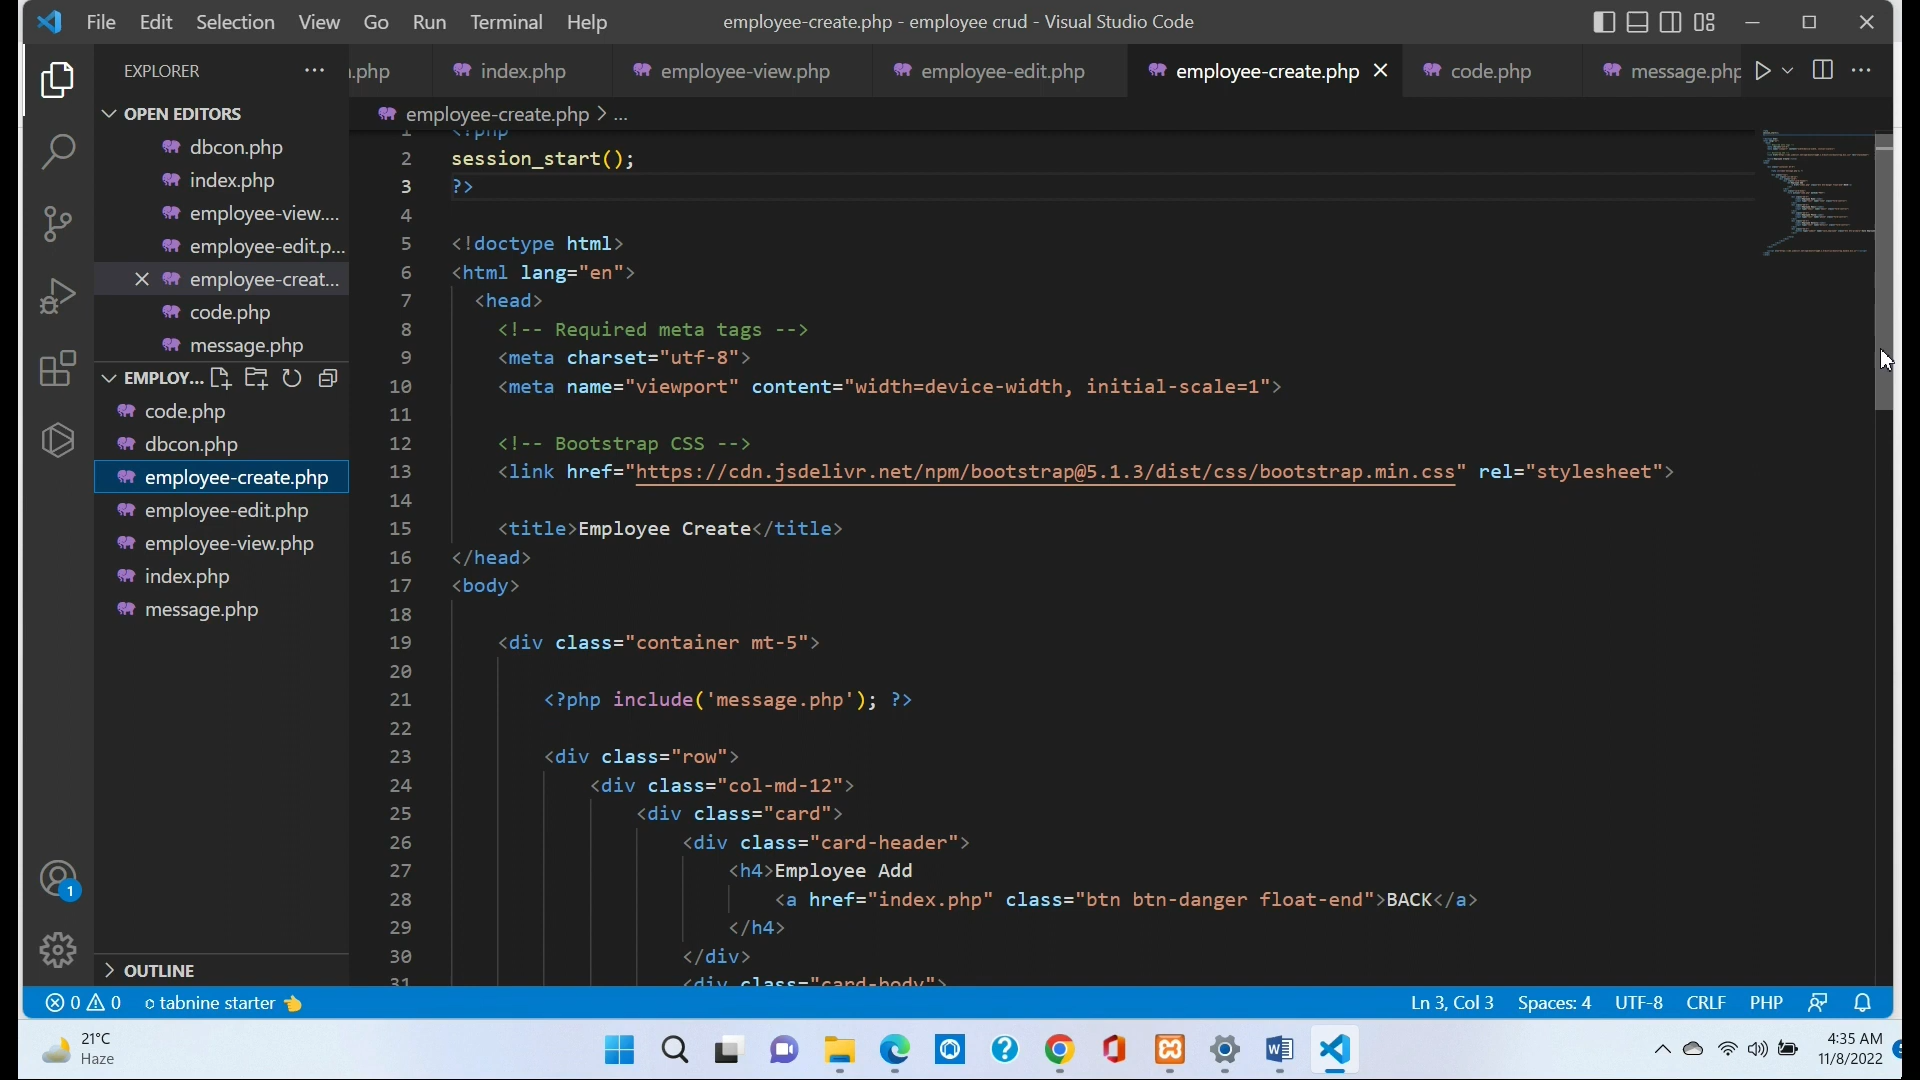 File Edit Selection View Go Run Terminal Help employee-create.php - employee crud - Visual Studio Code
EXPLORER
.php index.php employee-view.php employee-edit.php employee-create.php code.php message.php
employee-create.php > ...
OPEN EDITORS
dbcon.php
index.php
employee-view....
employee-edit.p...
employee-creat...
code.php
message.php
EMPLOY...
code.php
dbcon.php
employee-create.php
employee-edit.php
employee-view.php
index.php
message.php
OUTLINE
1 <?php
2 session_start();
3 ?>
4
5 <!doctype html>
6 <html lang="en">
7 <head>
8 <!-- Required meta tags -->
9 <meta charset="utf-8">
10 <meta name="viewport" content="width=device-width, initial-scale=1">
11
12 <!-- Bootstrap CSS -->
13 <link href="https://cdn.jsdelivr.net/npm/bootstrap@5.1.3/dist/css/bootstrap.min.css" rel="stylesheet">
14
15 <title>Employee Create</title>
16 </head>
17 <body>
18
19 <div class="container mt-5">
20
21 <?php include('message.php'); ?>
22
23 <div class="row">
24 <div class="col-md-12">
25 <div class="card">
26 <div class="card-header">
27 <h4>Employee Add
28 <a href="index.php" class="btn btn-danger float-end">BACK</a>
29 </h4>
30 </div>
31 <div class="card-body">
1
0 0 tabnine starter Ln 3, Col 3 Spaces: 4 UTF-8 CRLF PHP
21°C
Haze
4:35 AM
11/8/2022